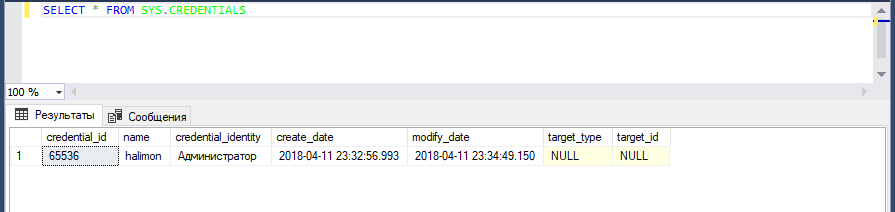 SELECT * FROM SYS.CREDENTIALS
100 %
Результаты Сообщения
credential_id name credential_identity create_date modify_date target_type target_id
1 65536 halimon Администратор 2018-04-11 23:32:56.993 2018-04-11 23:34:49.150 NULL NULL